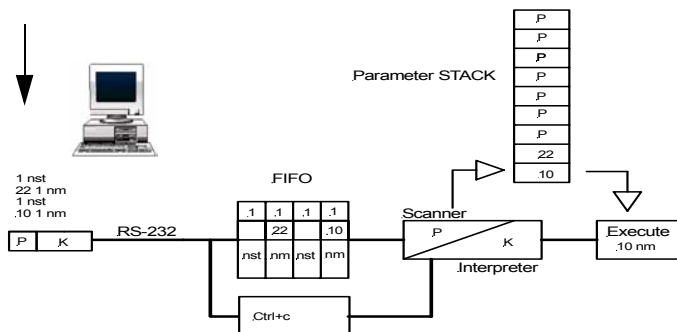 .P
.P
.P
Parameter STACK
.P
.P
.P
.P
.22
.10
1 nst
22 1 nm
1 nst
.10 1 nm
.P .K
RS-232
.FIFO
.1 .1 .1 .1
.22 .10
.nst .nm .nst nm
Scanner
.P
.K
Interpreter
.Execute
.10 nm
.Ctrl+c